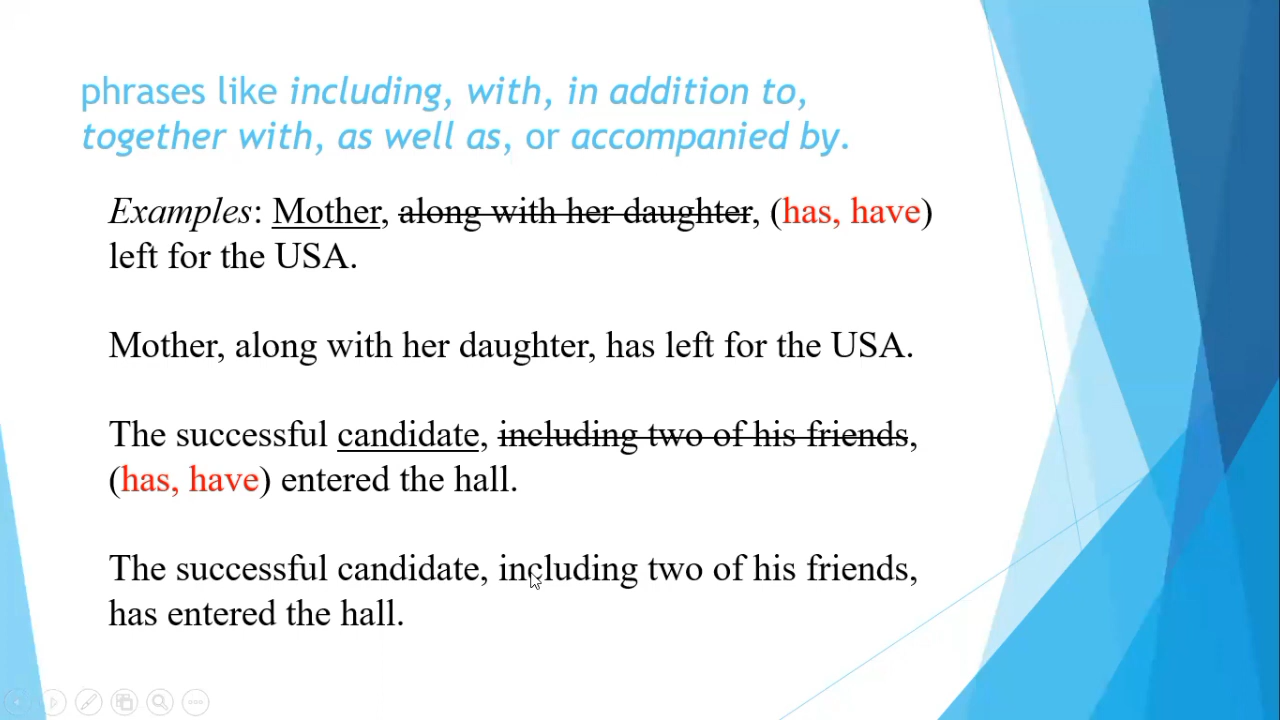 phrases like including, with, in addition to,
together with, as well as, or accompanied by.
Examples: Mother, along with her daughter, (has, have)
left for the USA.
Mother, along with her daughter, has left for the USA.
The successful candidate, including two of his friends,
(has, have) entered the hall.
The successful candidate, including two of his friends,
has entered the hall.